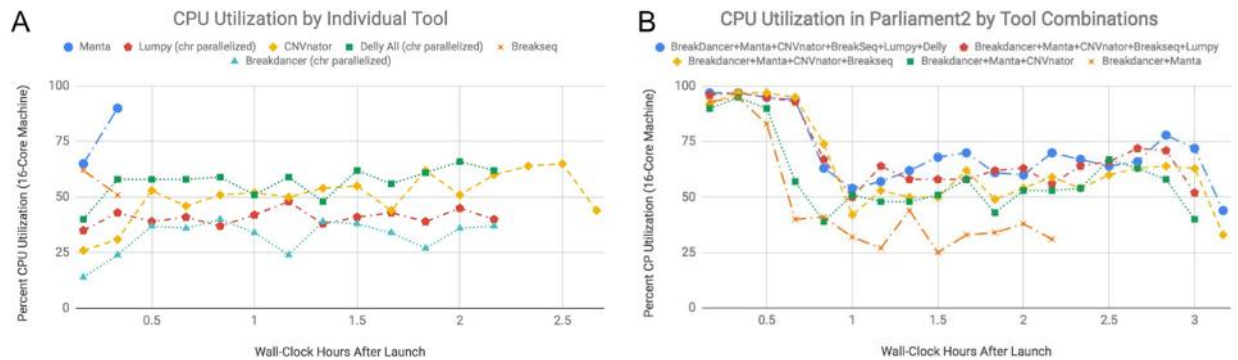 A
CPU Utilization by Individual Tool
Manta
Lumpy (chr parallelized)
CNVnator
Delly All (chr parallelized)
Breakseq
Breakdancer (chr parallelized)
Percent CPU Utilization (16-Core Machine)
100
75
50
25
0
0.5
1
1.5
2
2.5
Wall-Clock Hours After Launch
B
CPU Utilization in Parliament2 by Tool Combinations
BreakDancer+Manta+CNVnator+BreakSeq+Lumpy+Delly
Breakdancer+Manta+CNVnator+Breakseq+Lumpy
Breakdancer+Manta+CNVnator+Breakseq
Breakdancer+Manta+CNVnator
Breakdancer+Manta
Percent CP Utilization (16-Core Machine)
100
75
50
25
0
0.5
1
1.5
2
2.5
3
Wall-Clock Hours After Launch